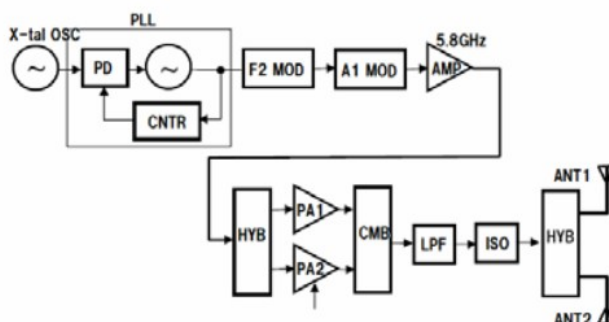 PLL
X-tal OSC
PD
CNTR
F2 MOD
A1 MOD
5.8GHz
AMP
HYB
PA1
PA2
CMB
LPF
ISO
HYB
ANT1
ANT2